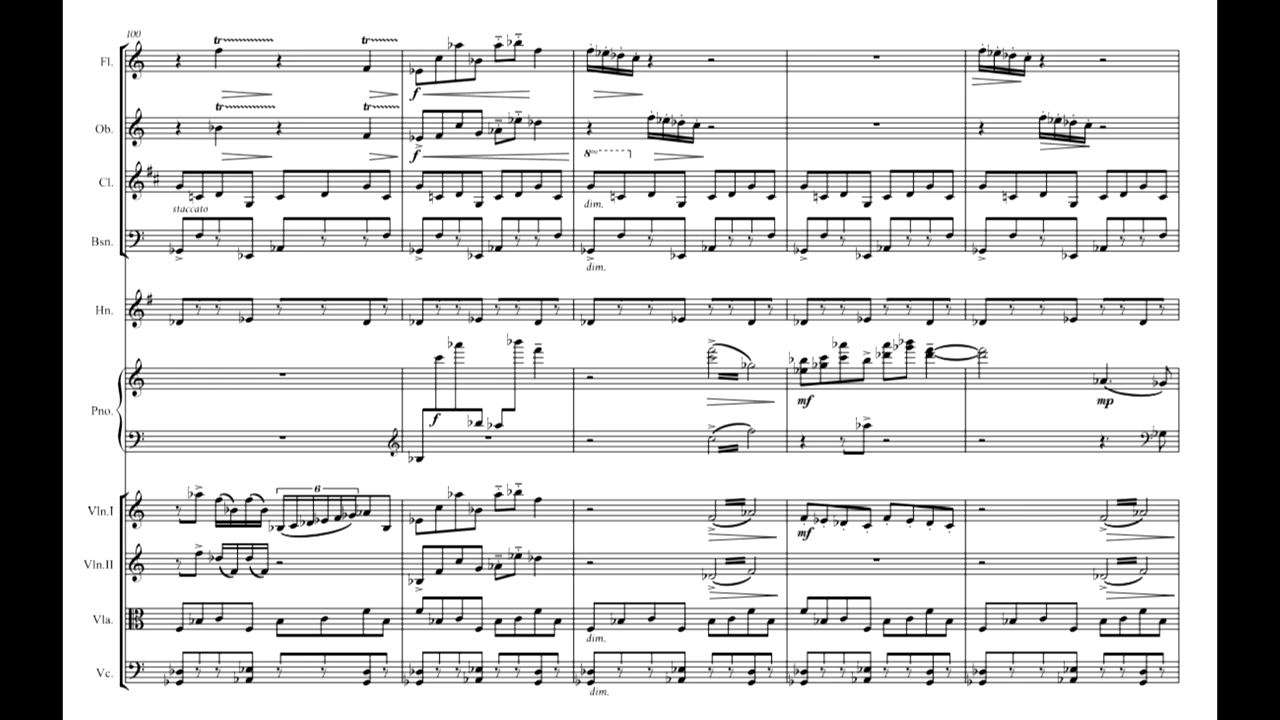 100
Fl.
tr tr
f
Ob.
tr tr
f
8va
Cl.
staccato
dim.
Bsn.
dim.
Hn.
Pno.
f
mf
mp
Vln.I
6
mf
Vln.II
Vla.
dim.
Vc.
dim.